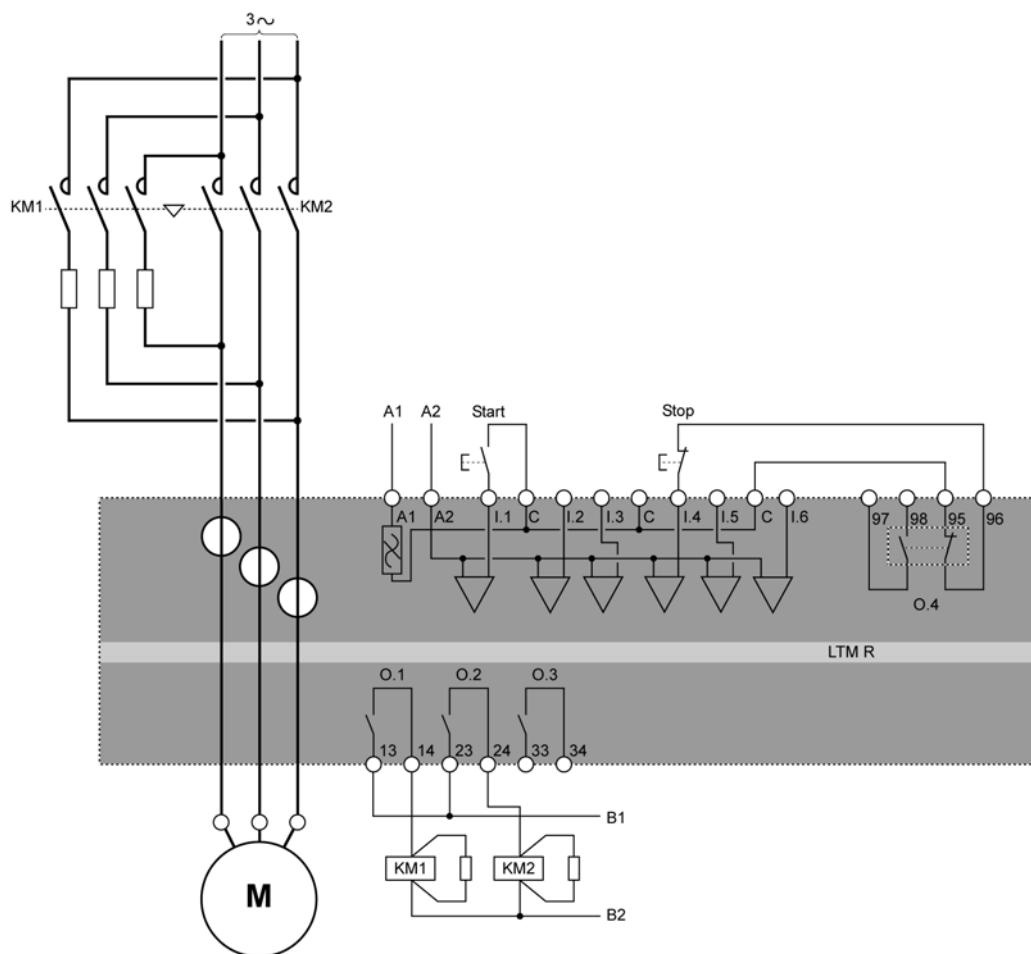 3~
KM1
KM2
A1 A2 Start Stop
A1 A2 I.1 C I.2 I.3 C I.4 I.5 C I.6 97 98 95 96
O.4
LTM R
O.1 O.2 O.3
13 14 23 24 33 34
B1
KM1 KM2
M
B2